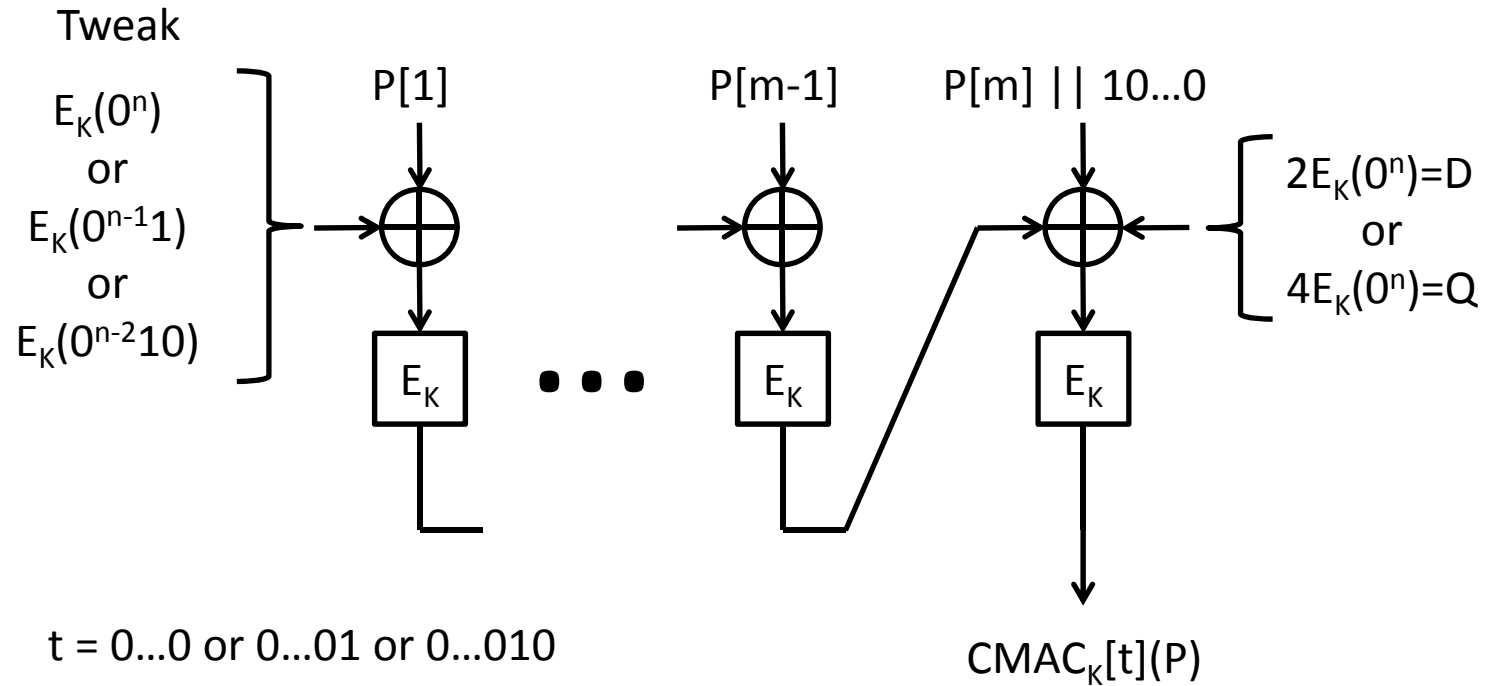 Tweak
E_K(0^n)
or
E_K(0^{n-1}1)
or
E_K(0^{n-2}10)
P[1]
P[m-1]
P[m] || 10...0
2E_K(0^n)=D
or
4E_K(0^n)=Q
E_K
E_K
E_K
t = 0...0 or 0...01 or 0...010
CMAC_K[t](P)